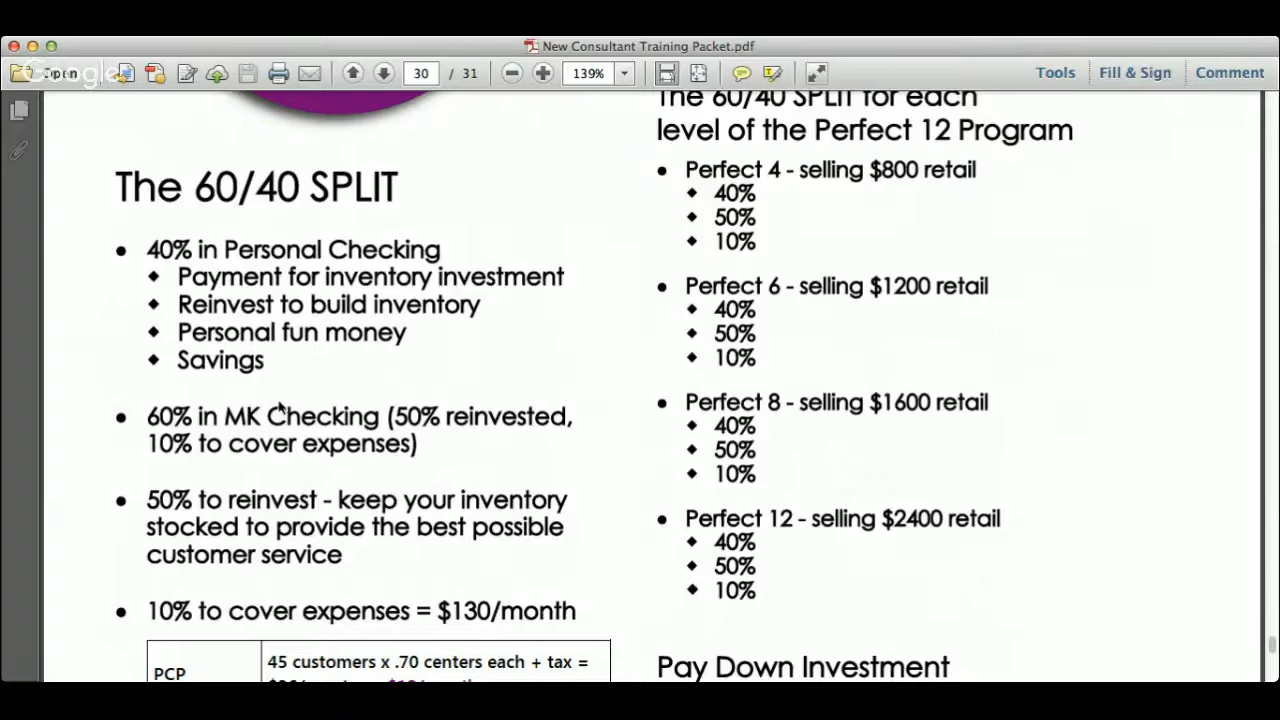 New Consultant Training Packet.pdf
Google
Open
30 / 31
139%
Tools
Fill & Sign
Comment
The 60/40 SPLIT
• 40% in Personal Checking
◆ Payment for inventory investment
◆ Reinvest to build inventory
◆ Personal fun money
◆ Savings
• 60% in MK Checking (50% reinvested,
10% to cover expenses)
• 50% to reinvest - keep your inventory
stocked to provide the best possible
customer service
• 10% to cover expenses = $130/month
PCP
45 customers x .70 centers each + tax =
The 60/40 SPLIT for each
level of the Perfect 12 Program
• Perfect 4 - selling $800 retail
◆ 40%
◆ 50%
◆ 10%
• Perfect 6 - selling $1200 retail
◆ 40%
◆ 50%
◆ 10%
• Perfect 8 - selling $1600 retail
◆ 40%
◆ 50%
◆ 10%
• Perfect 12 - selling $2400 retail
◆ 40%
◆ 50%
◆ 10%
Pay Down Investment